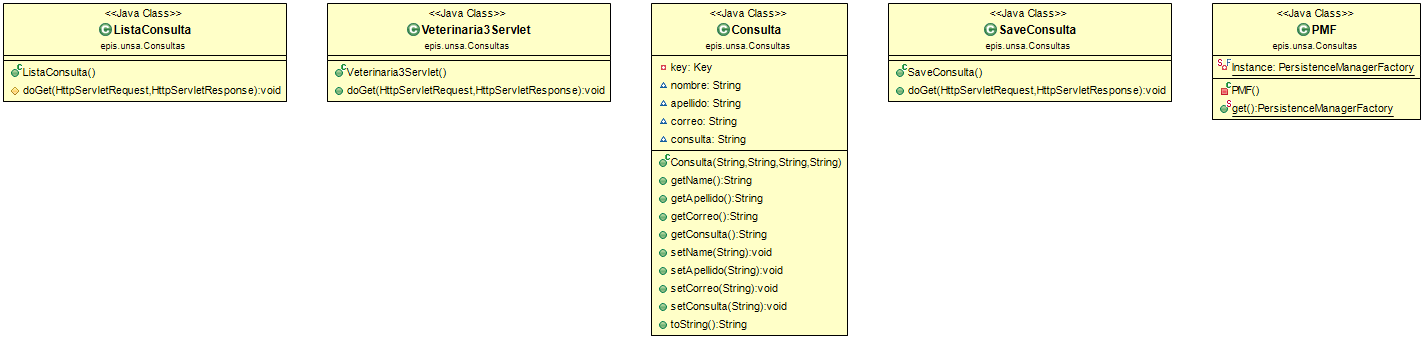 <<Java Class>>
ListaConsulta
epis.unsa.Consultas
ListaConsulta()
doGet(HttpServletRequest,HttpServletResponse):void
<<Java Class>>
Veterinaria3Servlet
epis.unsa.Consultas
Veterinaria3Servlet()
doGet(HttpServletRequest,HttpServletResponse):void
<<Java Class>>
Consulta
epis.unsa.Consultas
key: Key
nombre: String
apellido: String
correo: String
consulta: String
Consulta(String,String,String,String)
getName():String
getApellido():String
getCorreo():String
getConsulta():String
setName(String):void
setApellido(String):void
setCorreo(String):void
setConsulta(String):void
toString():String
<<Java Class>>
SaveConsulta
epis.unsa.Consultas
SaveConsulta()
doGet(HttpServletRequest,HttpServletResponse):void
<<Java Class>>
PMF
epis.unsa.Consultas
Instance: PersistenceManagerFactory
PMF()
get():PersistenceManagerFactory